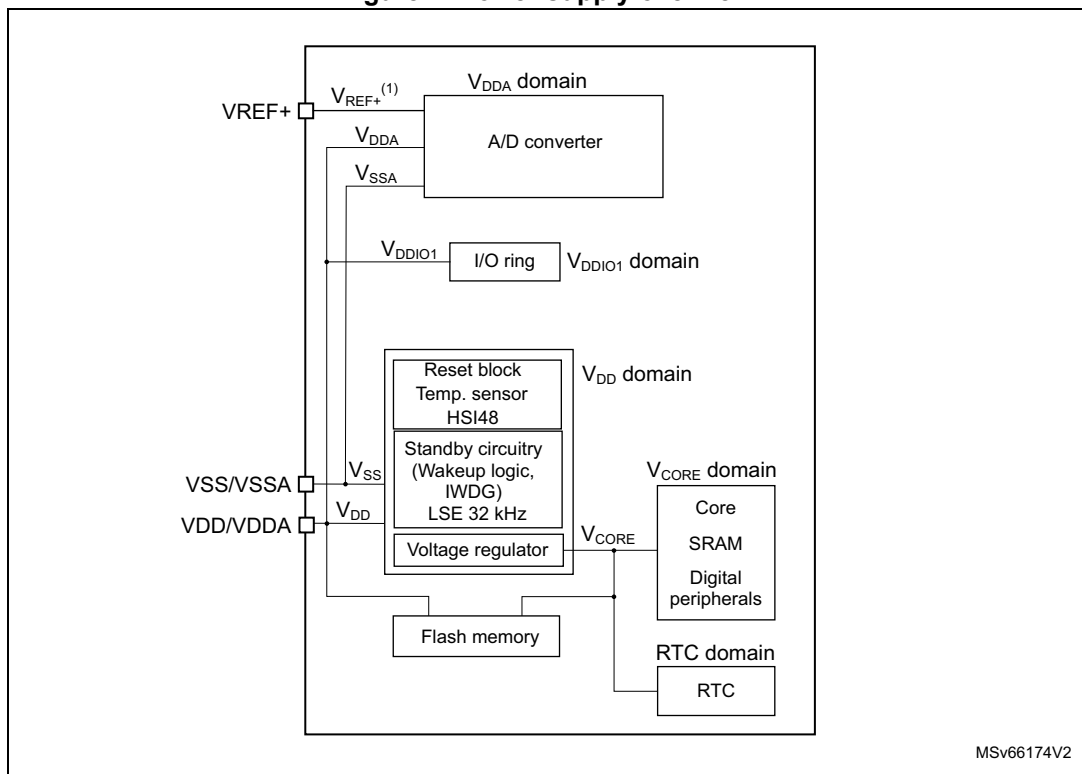 VDDA domain
VREF+(1)
VREF+
VDDA
A/D converter
VSSA
VDDIO1
I/O ring
VDDIO1 domain
Reset block
Temp. sensor
HSI48
VDD domain
Standby circuitry
(Wakeup logic,
IWDG)
LSE 32 kHz
VSS/VSSA
VSS
VDD/VDDA
VDD
Voltage regulator
VCORE
VCORE domain
Core
SRAM
Digital
peripherals
Flash memory
RTC domain
RTC
MSv66174V2